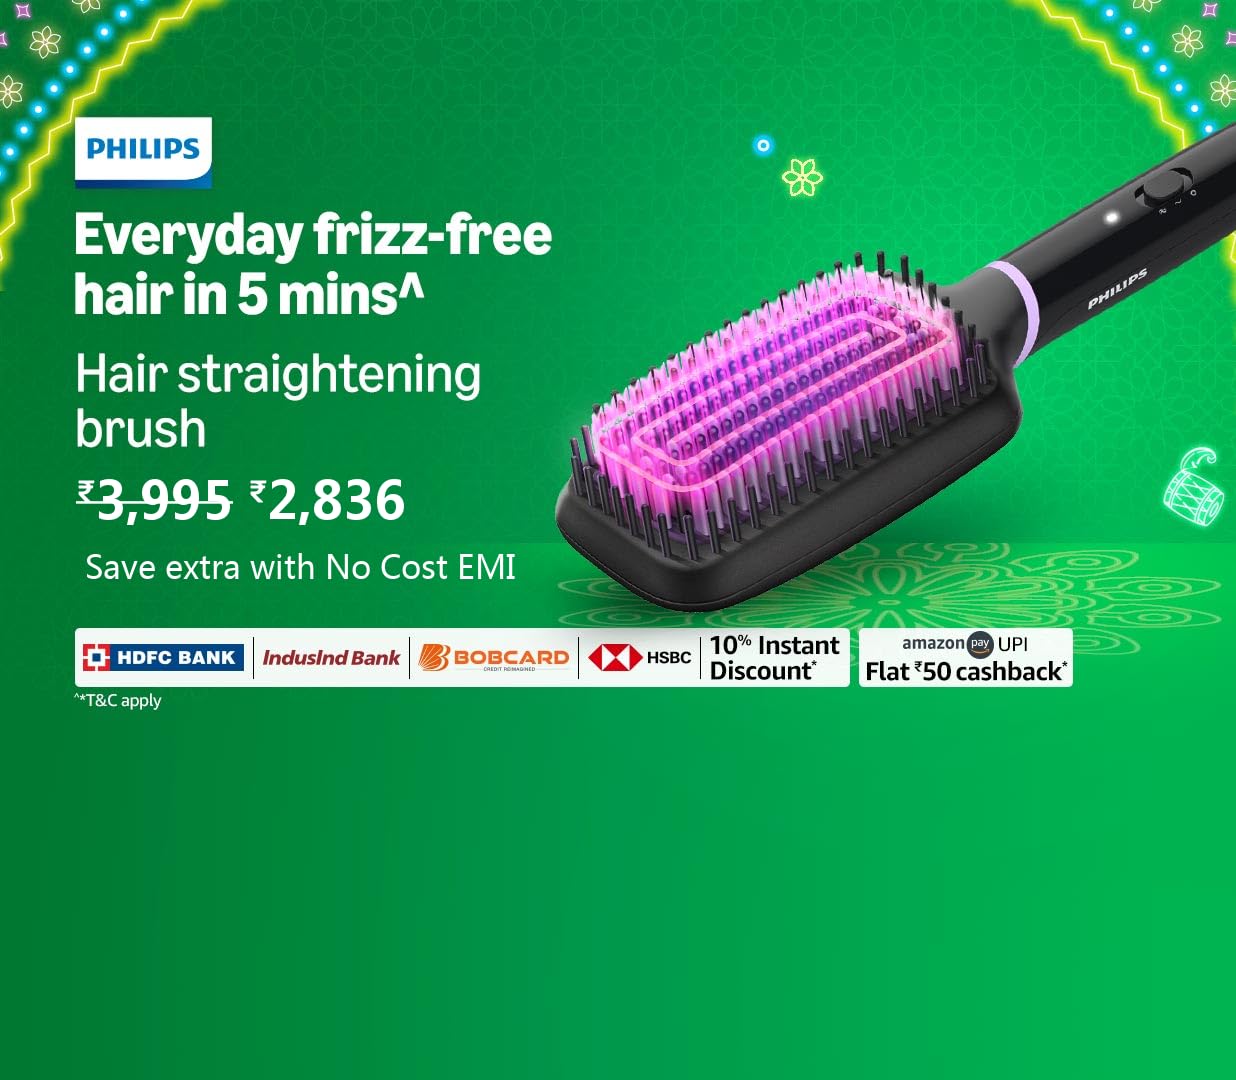 PHILIPS
Everyday frizz-free
hair in 5 mins^
Hair straightening
brush
₹3,995 ₹2,836
Save extra with No Cost EMI
HDFC BANK
IndusInd Bank
BOBCARD
CREDIT REIMAGINED
HSBC
10% Instant
Discount*
amazon pay UPI
Flat ₹50 cashback*
^*T&C apply
PHILIPS